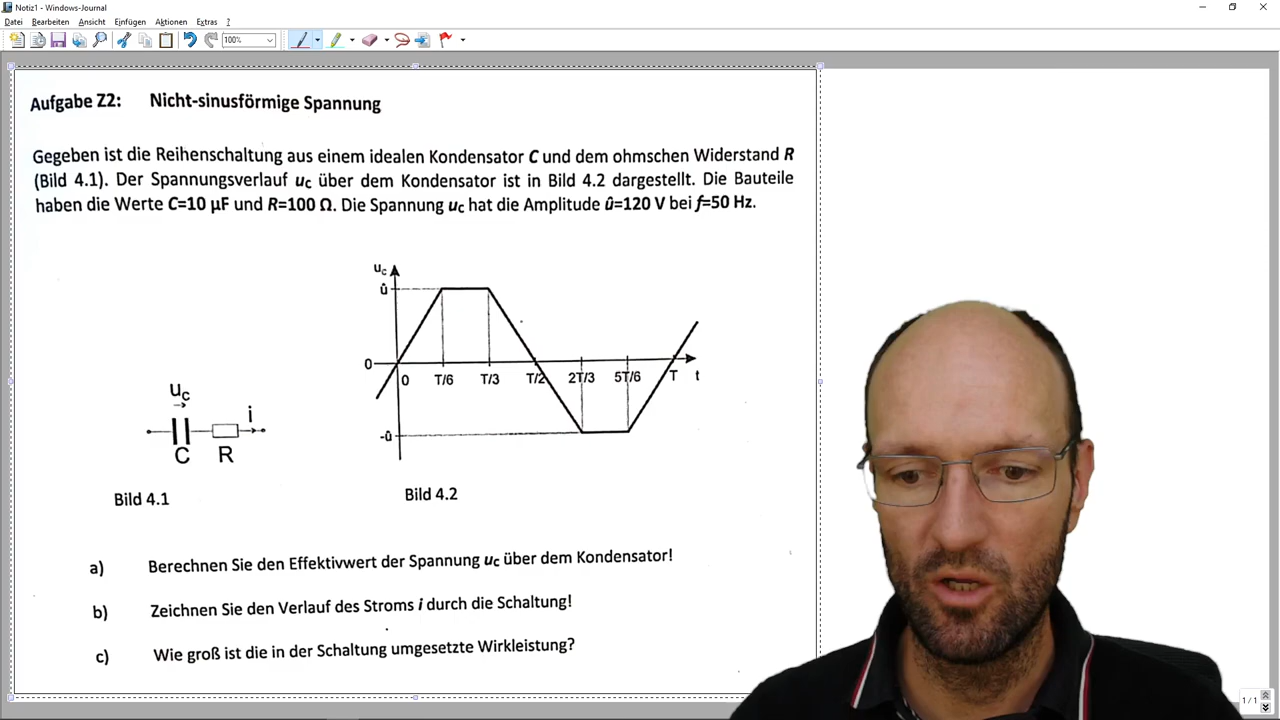 Notiz1 - Windows-Journal
Datei Bearbeiten Ansicht Einfügen Aktionen Extras ?
100%
Aufgabe Z2: Nicht-sinusförmige Spannung
Gegeben ist die Reihenschaltung aus einem idealen Kondensator C und dem ohmschen Widerstand R
(Bild 4.1). Der Spannungsverlauf uc über dem Kondensator ist in Bild 4.2 dargestellt. Die Bauteile
haben die Werte C=10 µF und R=100 Ω. Die Spannung uc hat die Amplitude û=120 V bei f=50 Hz.
uc
û
0
0 T/6 T/3 T/2 2T/3 5T/6 T t
-û
uc
i
C R
Bild 4.1
Bild 4.2
a) Berechnen Sie den Effektivwert der Spannung uc über dem Kondensator!
b) Zeichnen Sie den Verlauf des Stroms i durch die Schaltung!
c) Wie groß ist die in der Schaltung umgesetzte Wirkleistung?
1 / 1